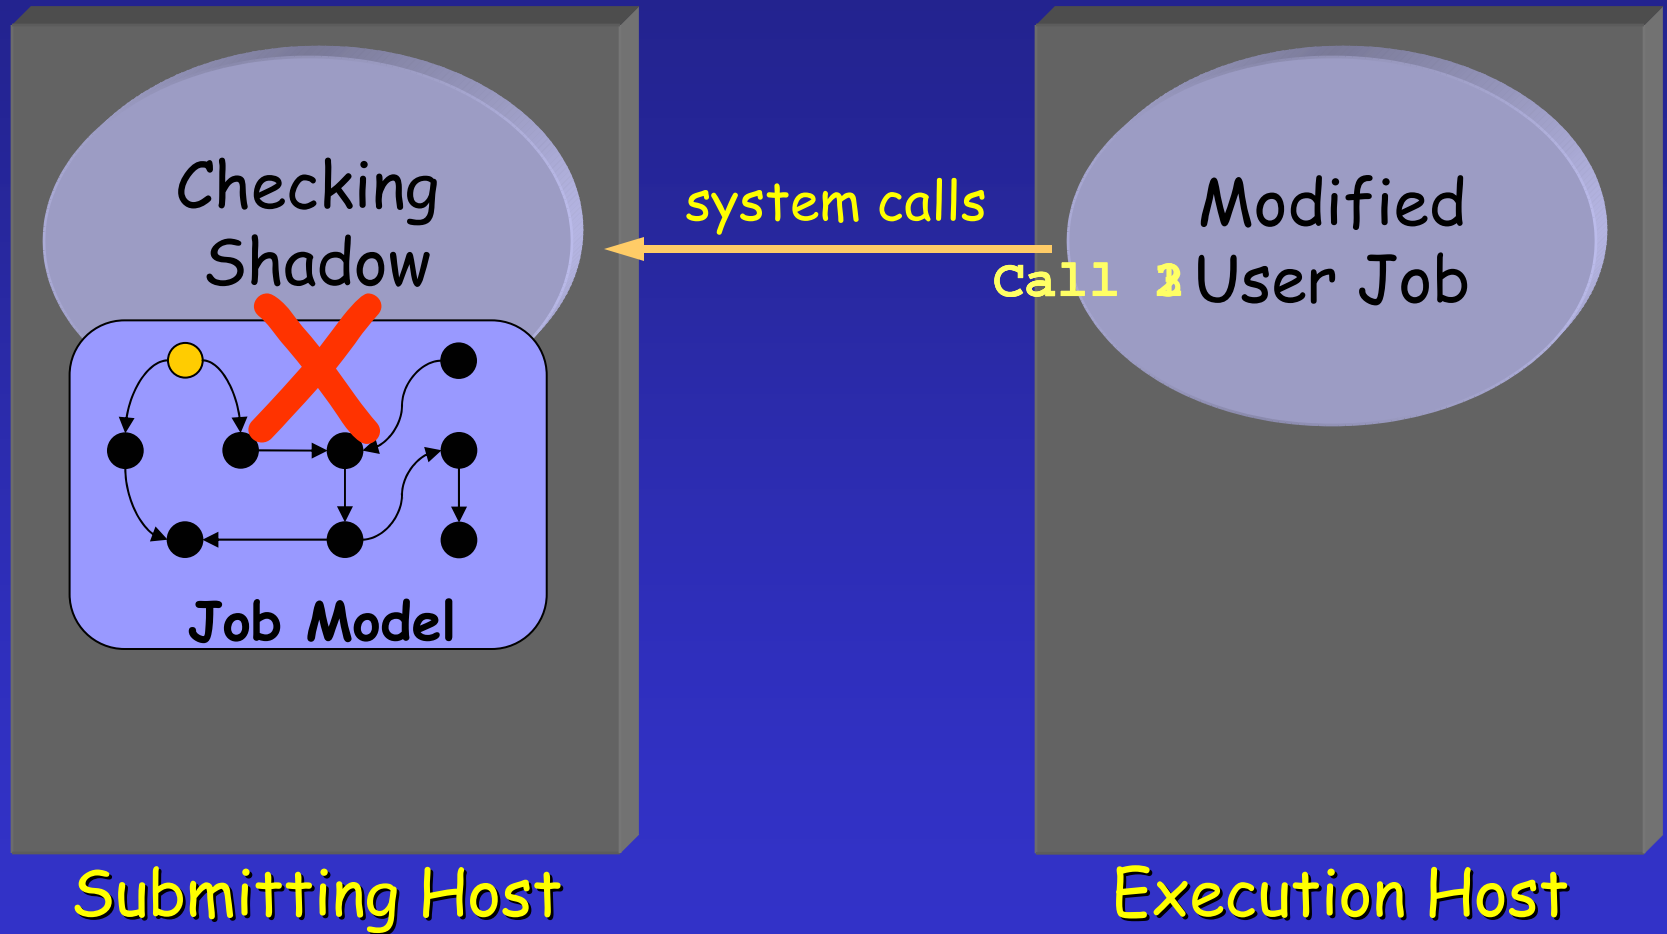 Checking
Shadow
system calls
Modified
User Job
Call
Job Model
Submitting Host
Execution Host